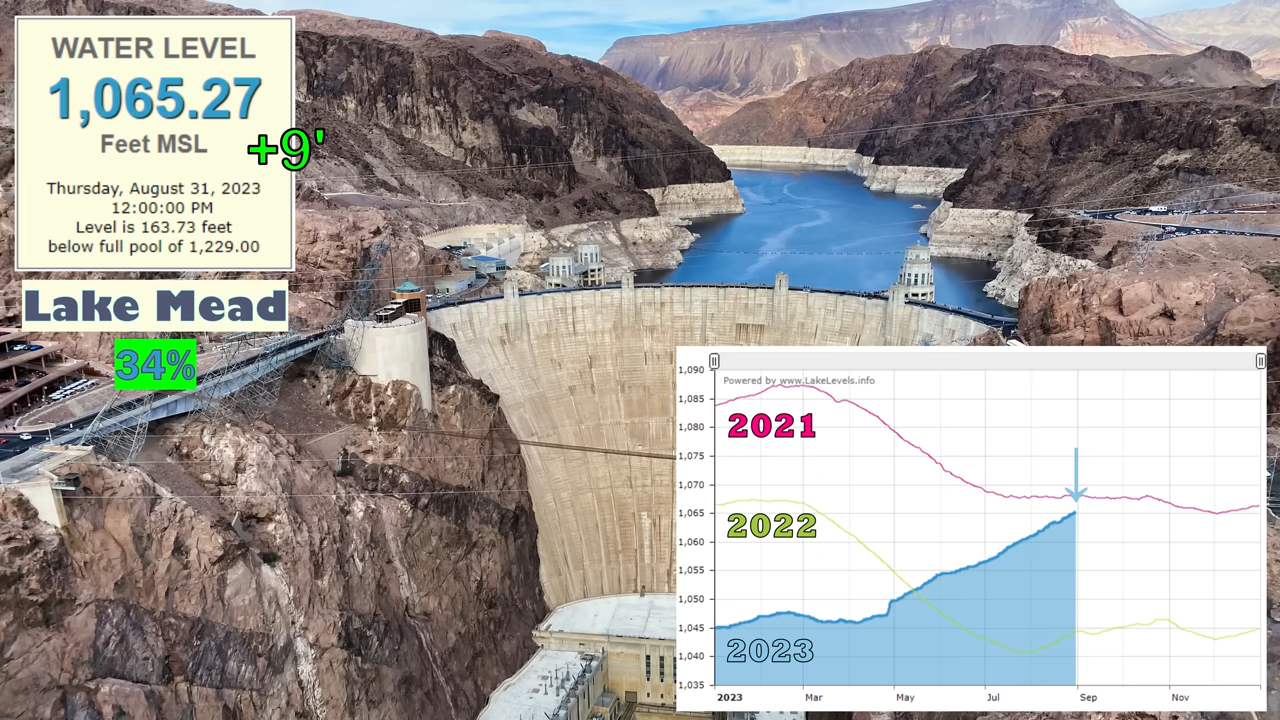 WATER LEVEL
1,065.27
Feet MSL
+9'
Thursday, August 31, 2023
12:00:00 PM
Level is 163.73 feet
below full pool of 1,229.00
Lake Mead
34%
1,090
Powered by www.LakeLevels.info
1,085
2021
1,080
1,075
1,070
1,065
2022
1,060
1,055
1,050
1,045
2023
1,040
1,035
2023 Mar May Jul Sep Nov